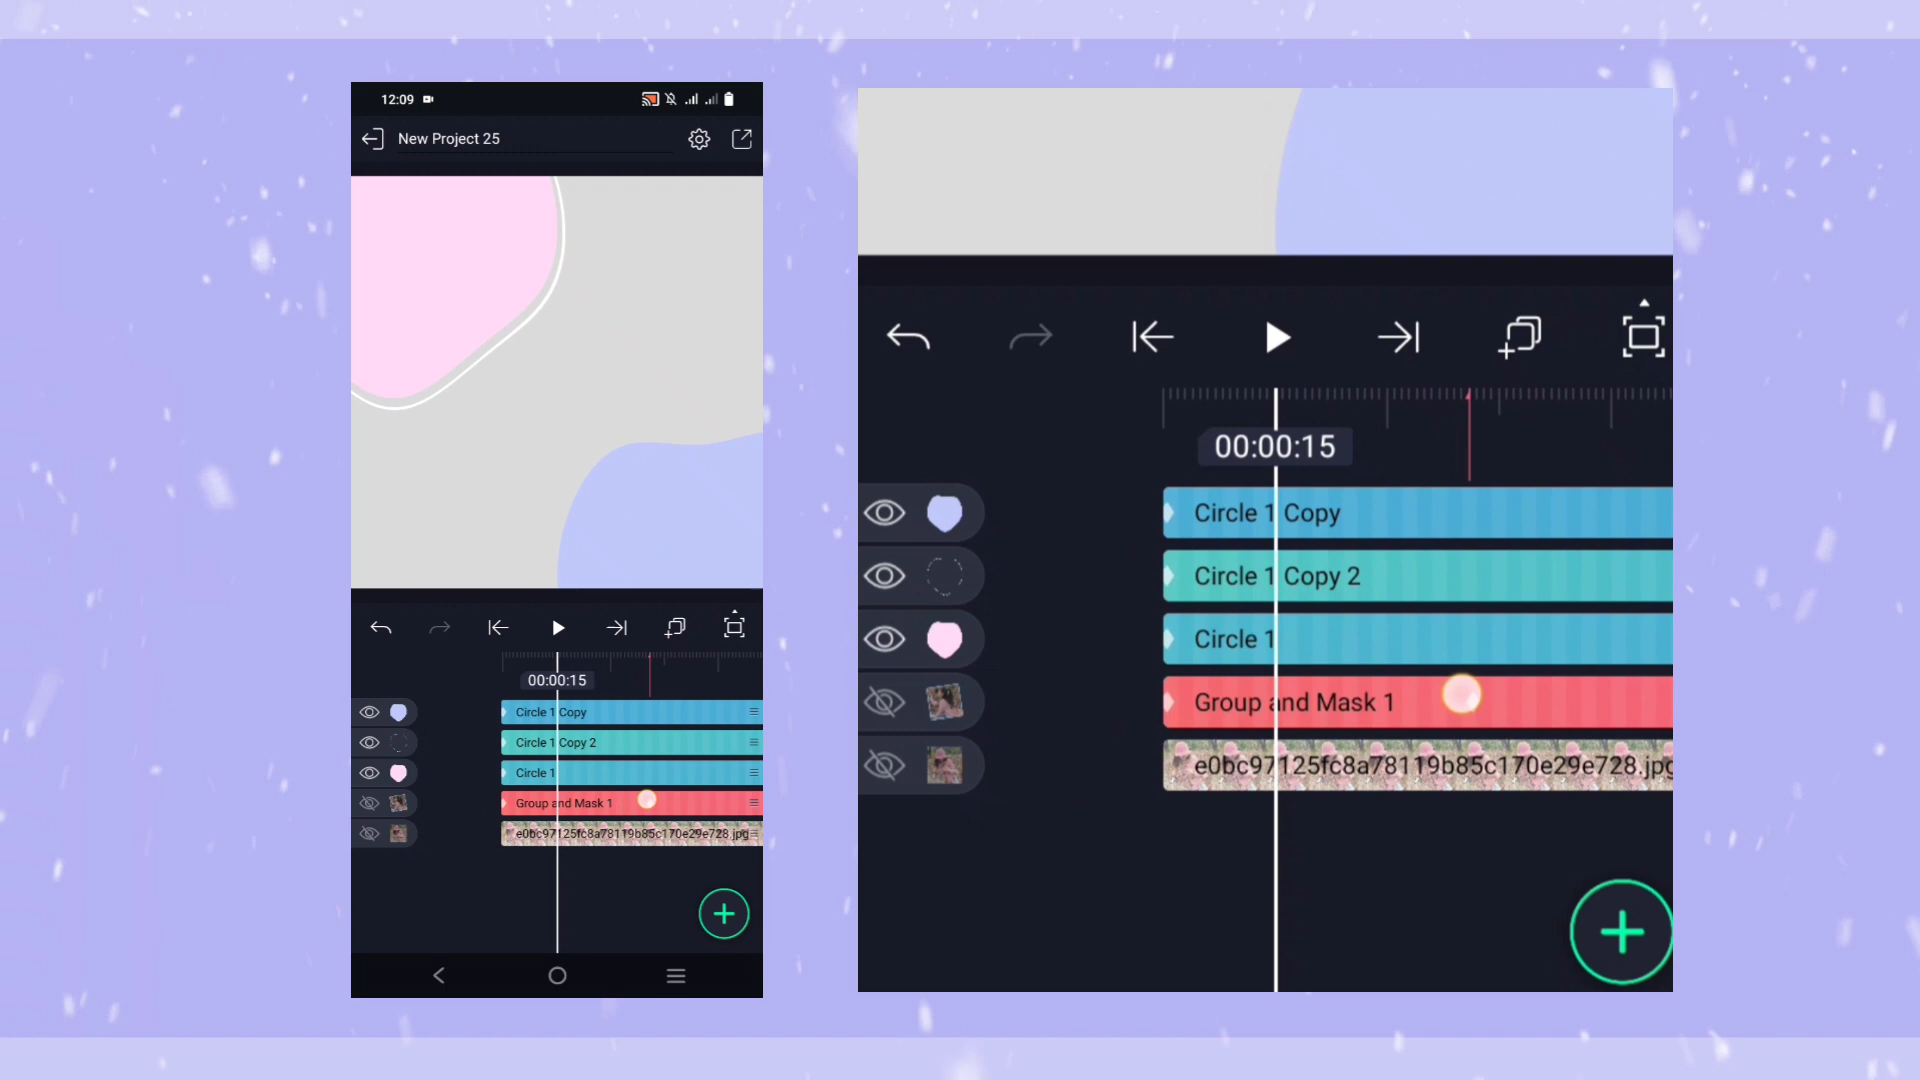 12:09
New Project 25
00:00:15
Circle 1 Copy
Circle 1 Copy 2
Circle 1
Group and Mask 1
e0bc97125fc8a78119b85c170e29e728.jpg
00:00:15
Circle 1 Copy
Circle 1 Copy 2
Circle 1
Group and Mask 1
e0bc97125fc8a78119b85c170e29e728.jpg